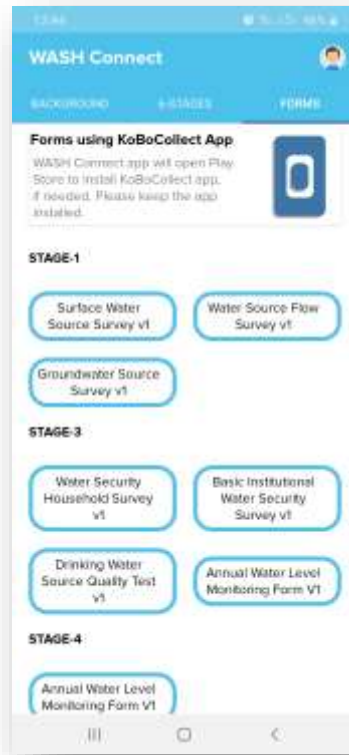 12:44
WASH Connect
BACKGROUND 6-STAGES FORMS
Forms using KoBoCollect App
WASH Connect app will open Play
Store to install KoBoCollect app,
if needed. Please keep the app
installed.
STAGE-1
Surface Water
Source Survey v1
Water Source Flow
Survey v1
Groundwater Source
Survey v1
STAGE-3
Water Security
Household Survey
v1
Basic Institutional
Water Security
Survey v1
Drinking Water
Source Quality Test
v1
Annual Water Level
Monitoring Form V1
STAGE-4
Annual Water Level
Monitoring Form V1